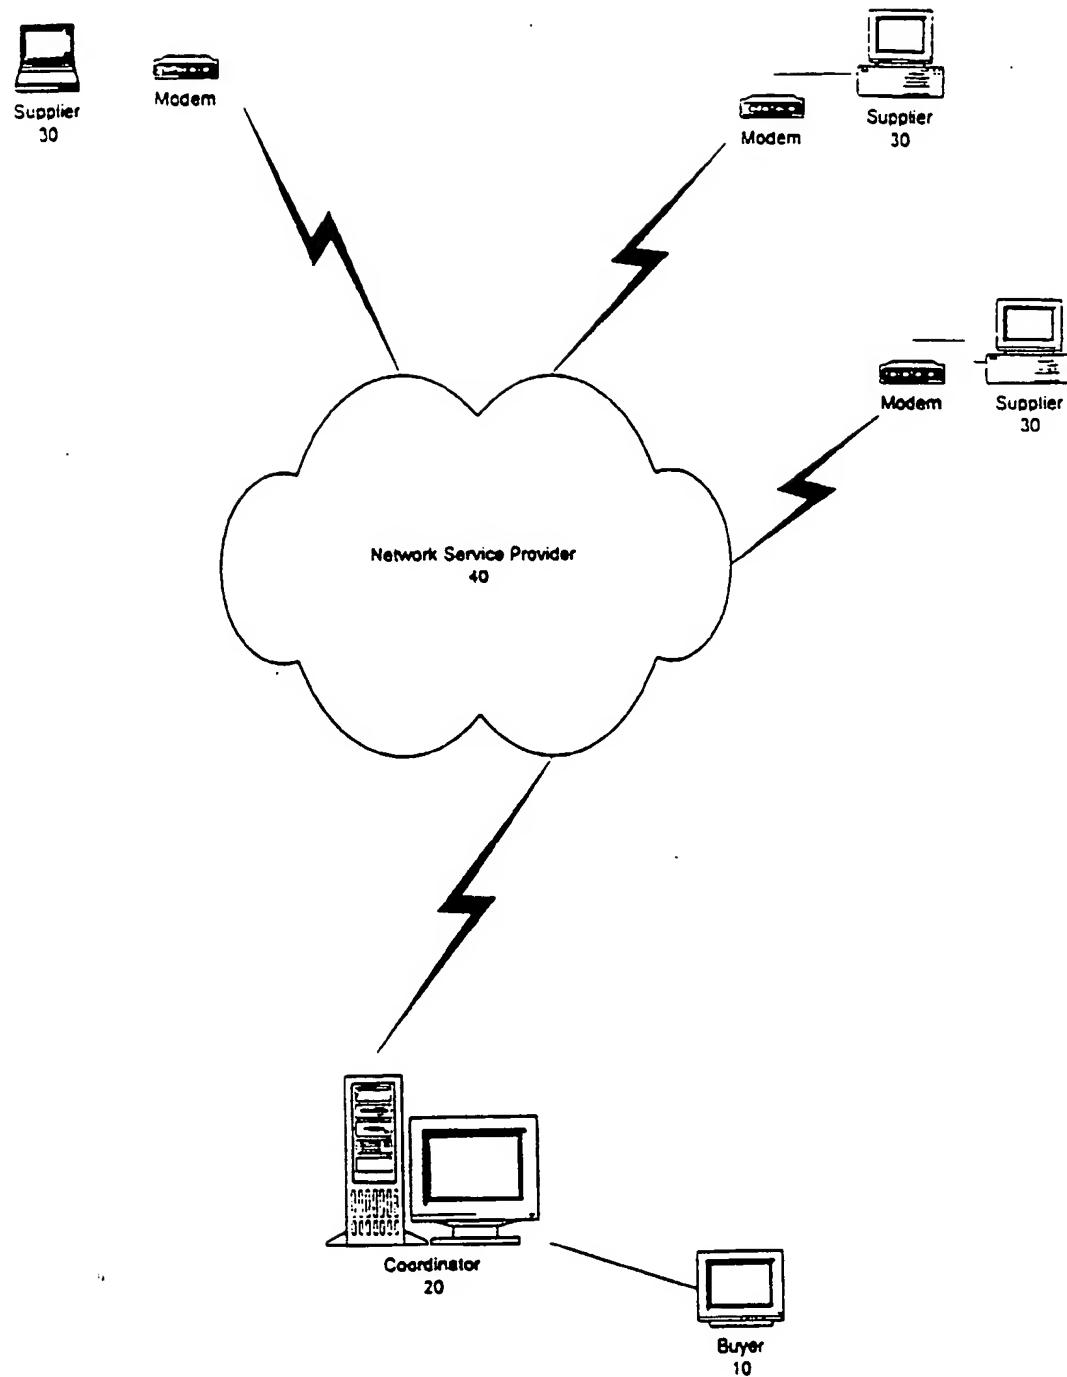 Supplier
30
Modem
Modem
Supplier
30
Modem
Supplier
30
Network Service Provider
40
Coordinator
20
Buyer
10